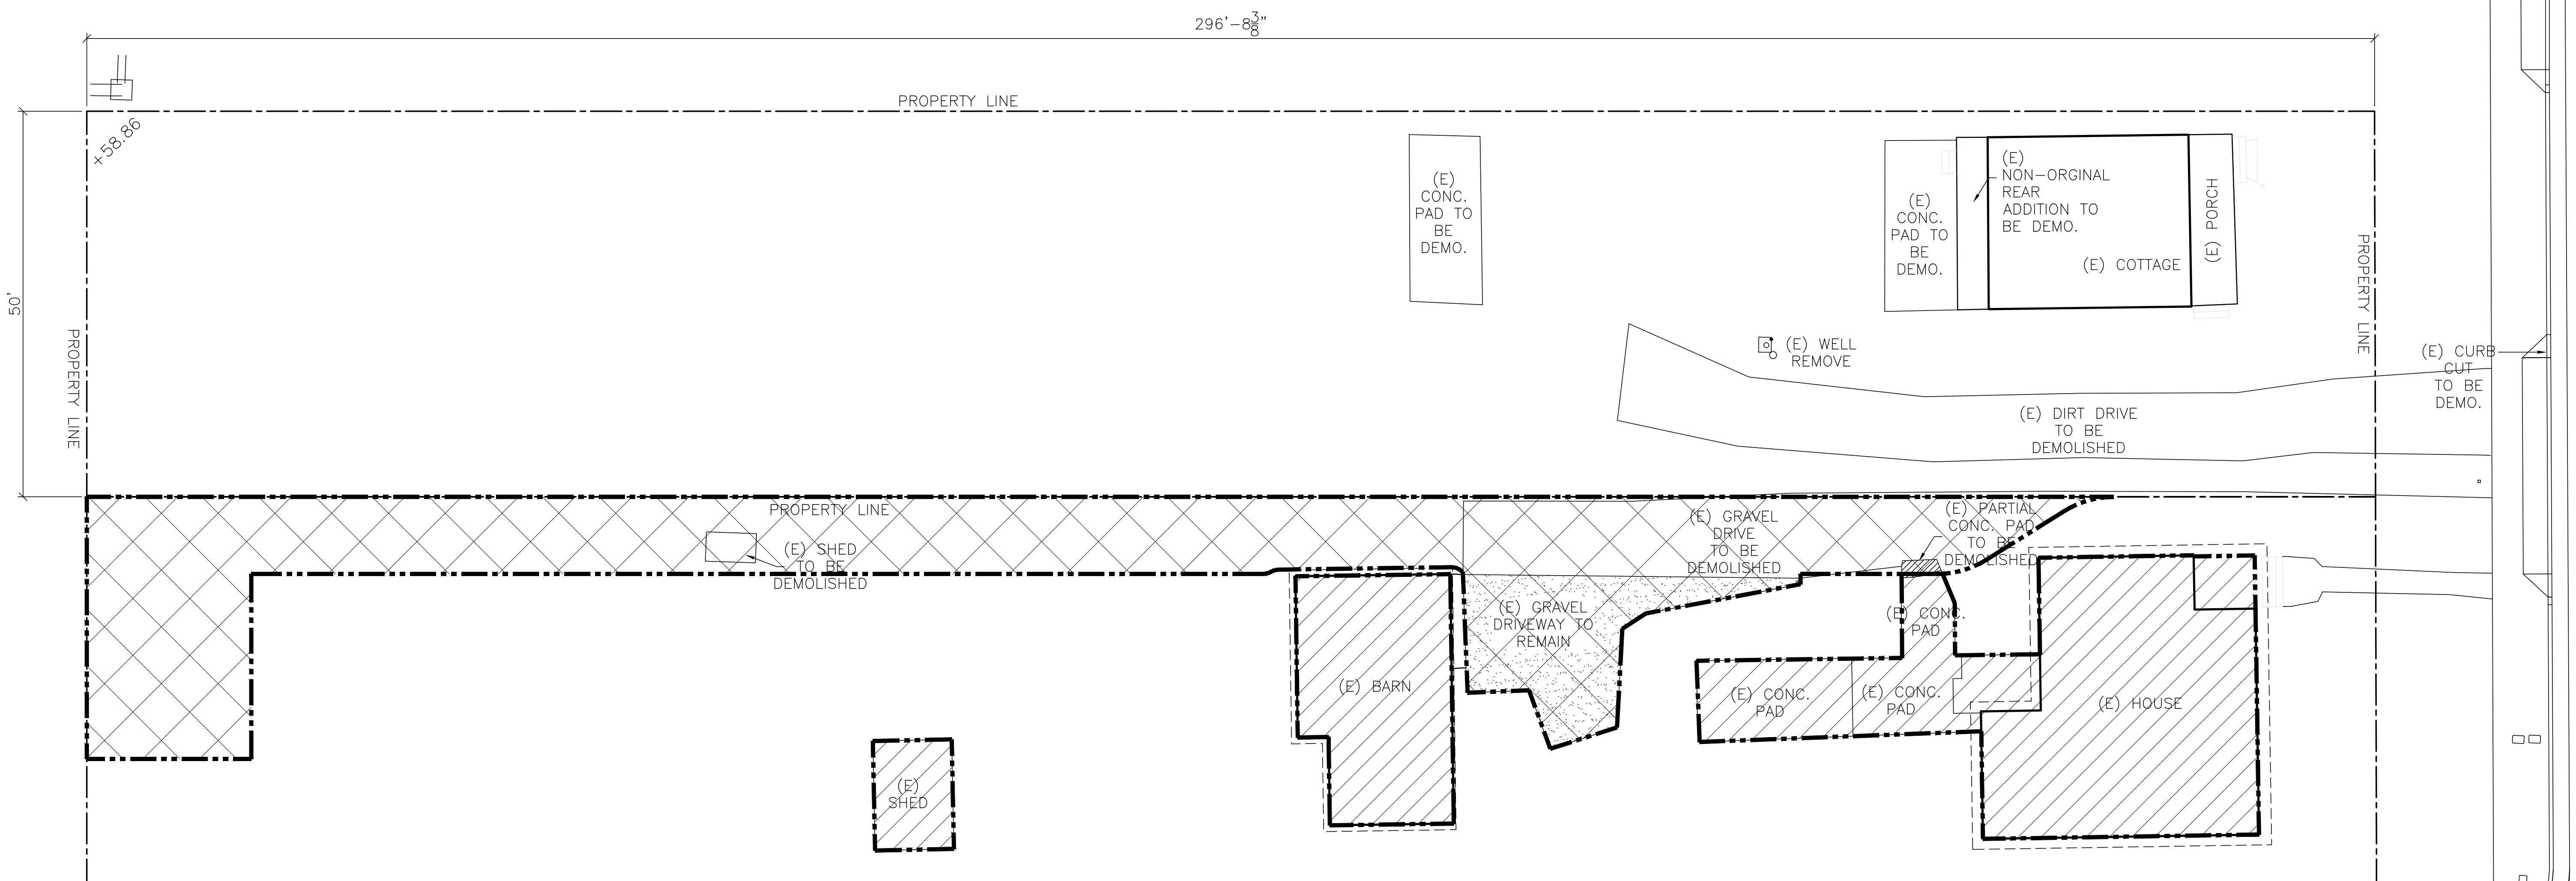 296'-8 3/8"
PROPERTY LINE
+58.86
50'
PROPERTY LINE
(E)
CONC.
PAD TO
BE
DEMO.
(E)
CONC.
PAD TO
BE
DEMO.
(E)
NON-ORGINAL
REAR
ADDITION TO
BE DEMO.
(E) COTTAGE
(E) PORCH
PROPERTY LINE
(E) WELL
REMOVE
(E) CURB
CUT
TO BE
DEMO.
(E) DIRT DRIVE
TO BE
DEMOLISHED
PROPERTY LINE
(E) SHED
TO BE
DEMOLISHED
(E) GRAVEL
DRIVE
TO BE
DEMOLISHED
(E) PARTIAL
CONC. PAD
TO BE
DEMOLISHED
(E) GRAVEL
DRIVEWAY TO
REMAIN
(E) CONC.
PAD
(E) BARN
(E) CONC.
PAD
(E) CONC.
PAD
(E) HOUSE
(E)
SHED